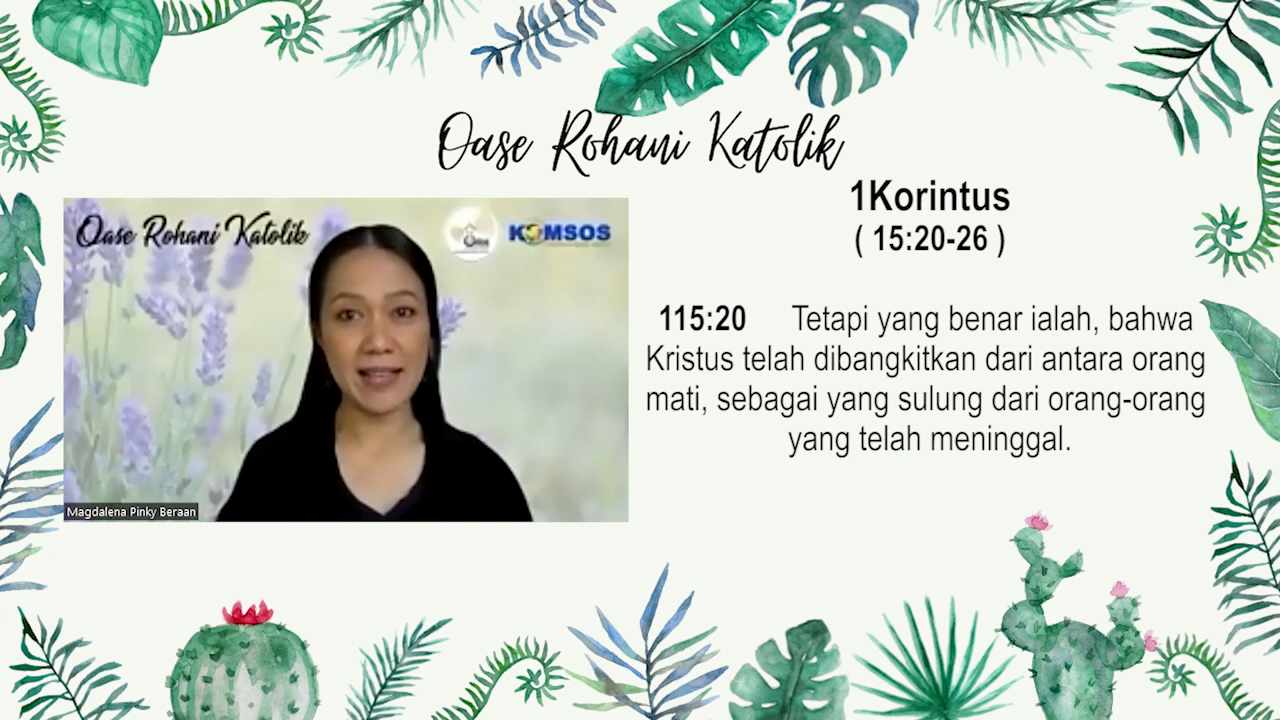 Oase Rohani Katolik
Oase Rohani Katolik
KOMSOS
Magdalena Pinky Beraan
1Korintus
( 15:20-26 )
115:20 Tetapi yang benar ialah, bahwa
Kristus telah dibangkitkan dari antara orang
mati, sebagai yang sulung dari orang-orang
yang telah meninggal.